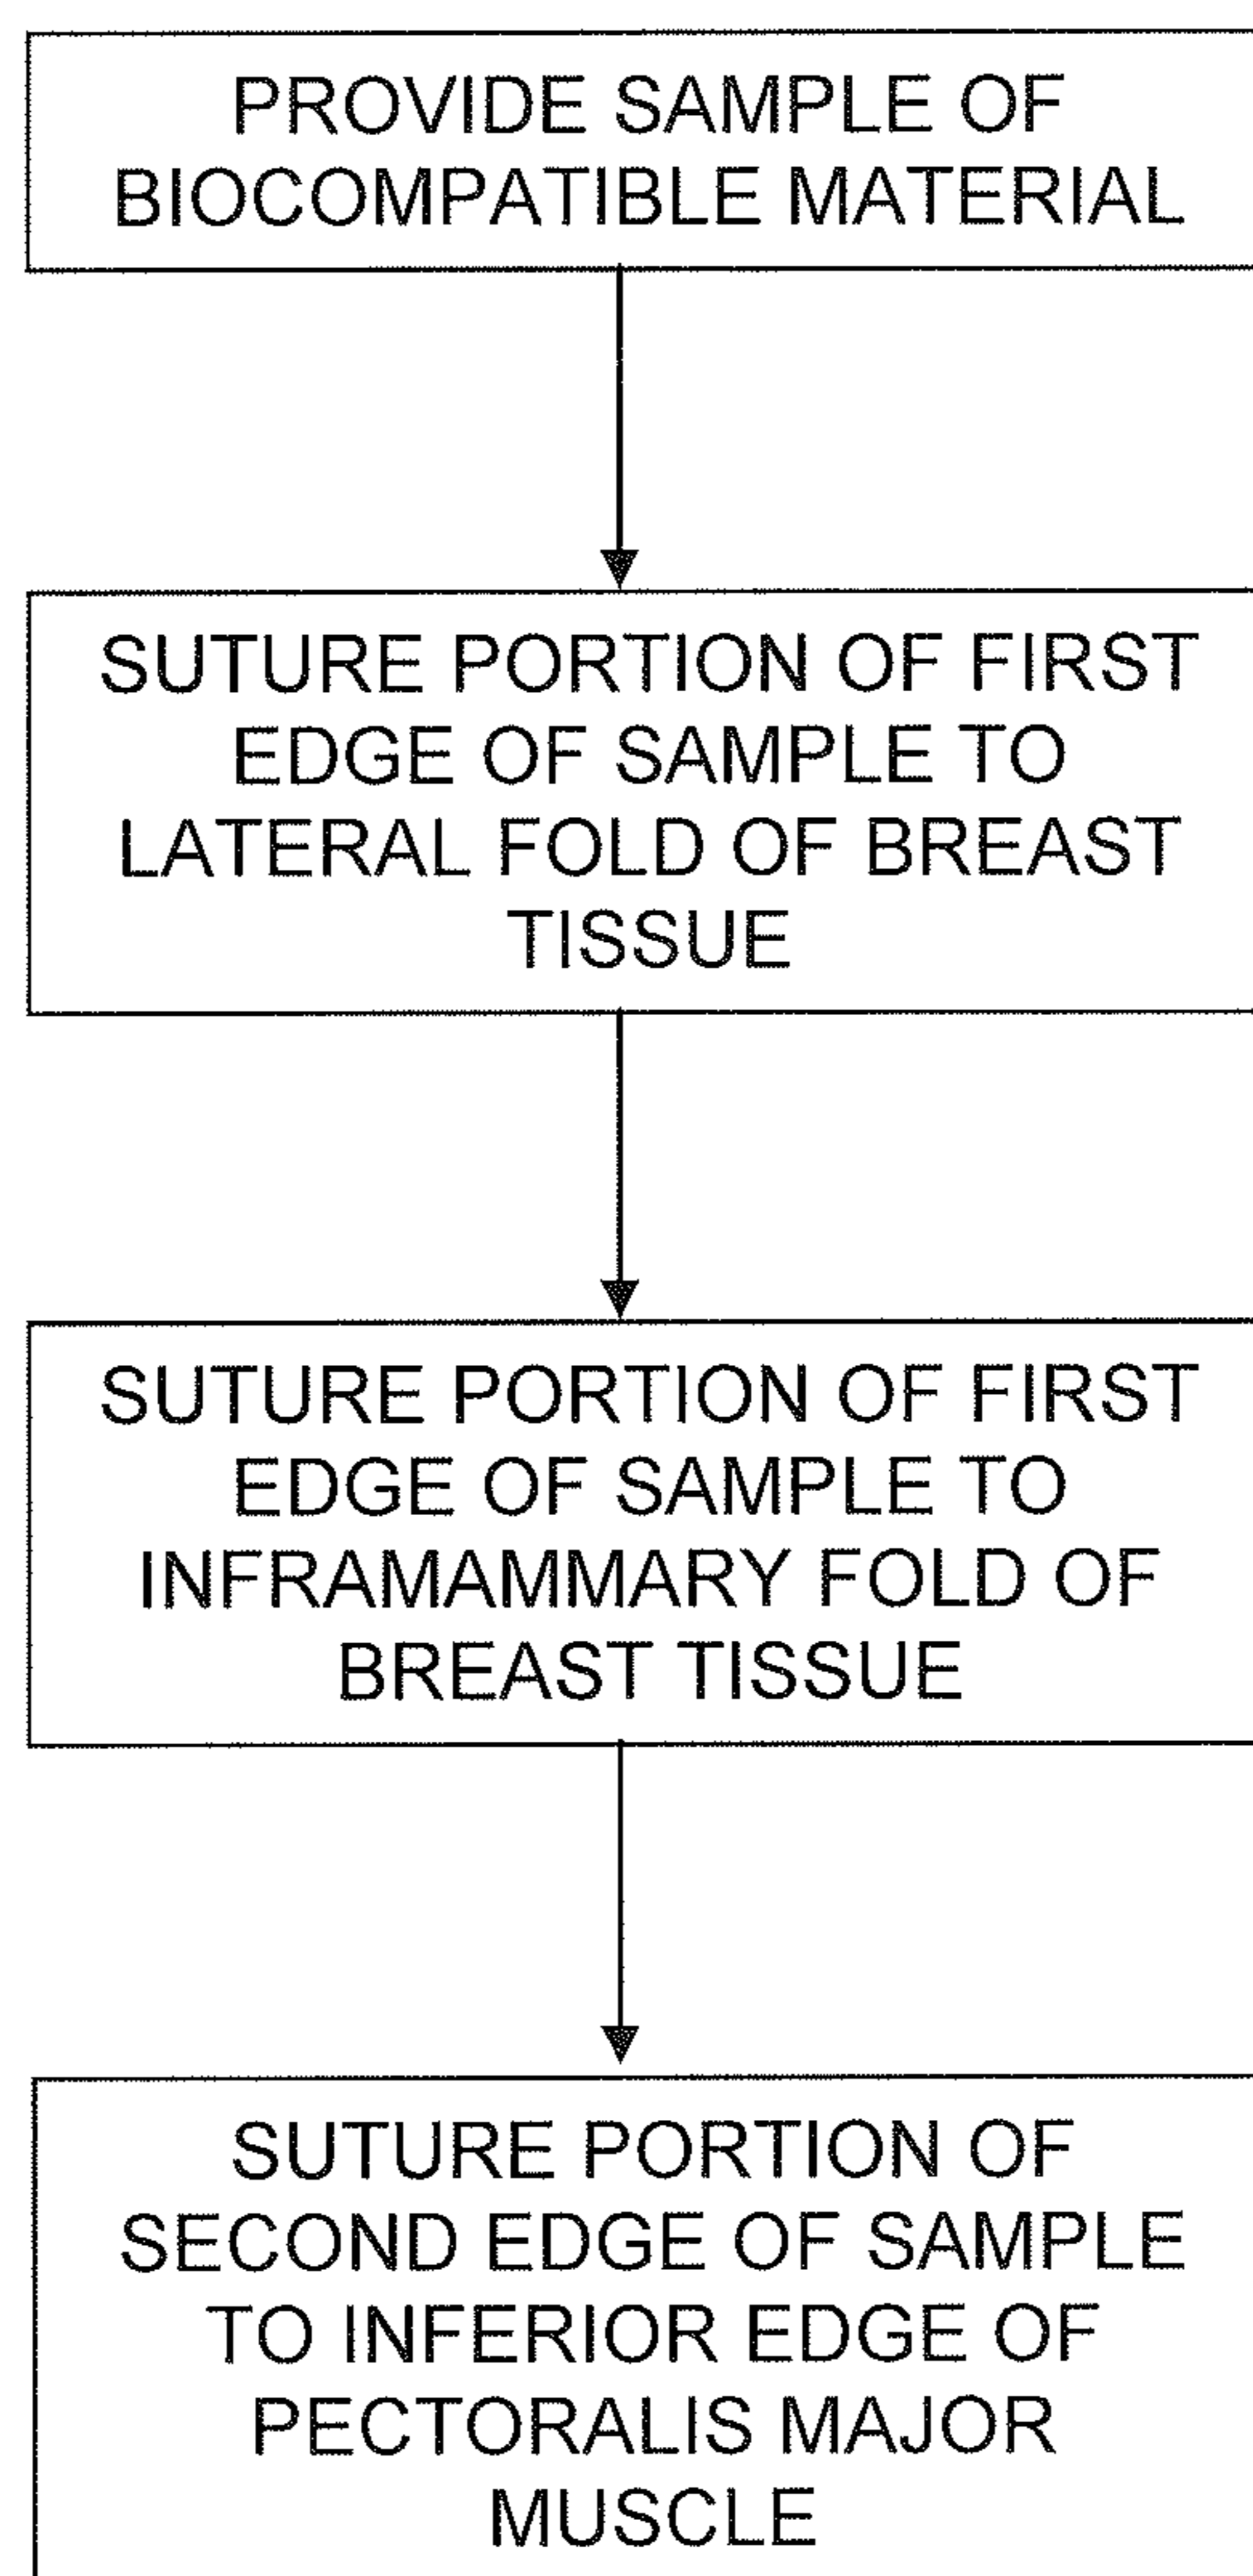 PROVIDE SAMPLE OF
BIOCOMPATIBLE MATERIAL
SUTURE PORTION OF FIRST
EDGE OF SAMPLE TO
LATERAL FOLD OF BREAST
TISSUE
SUTURE PORTION OF FIRST
EDGE OF SAMPLE TO
INFRAMAMMARY FOLD OF
BREAST TISSUE
SUTURE PORTION OF
SECOND EDGE OF SAMPLE
TO INFERIOR EDGE OF
PECTORALIS MAJOR
MUSCLE